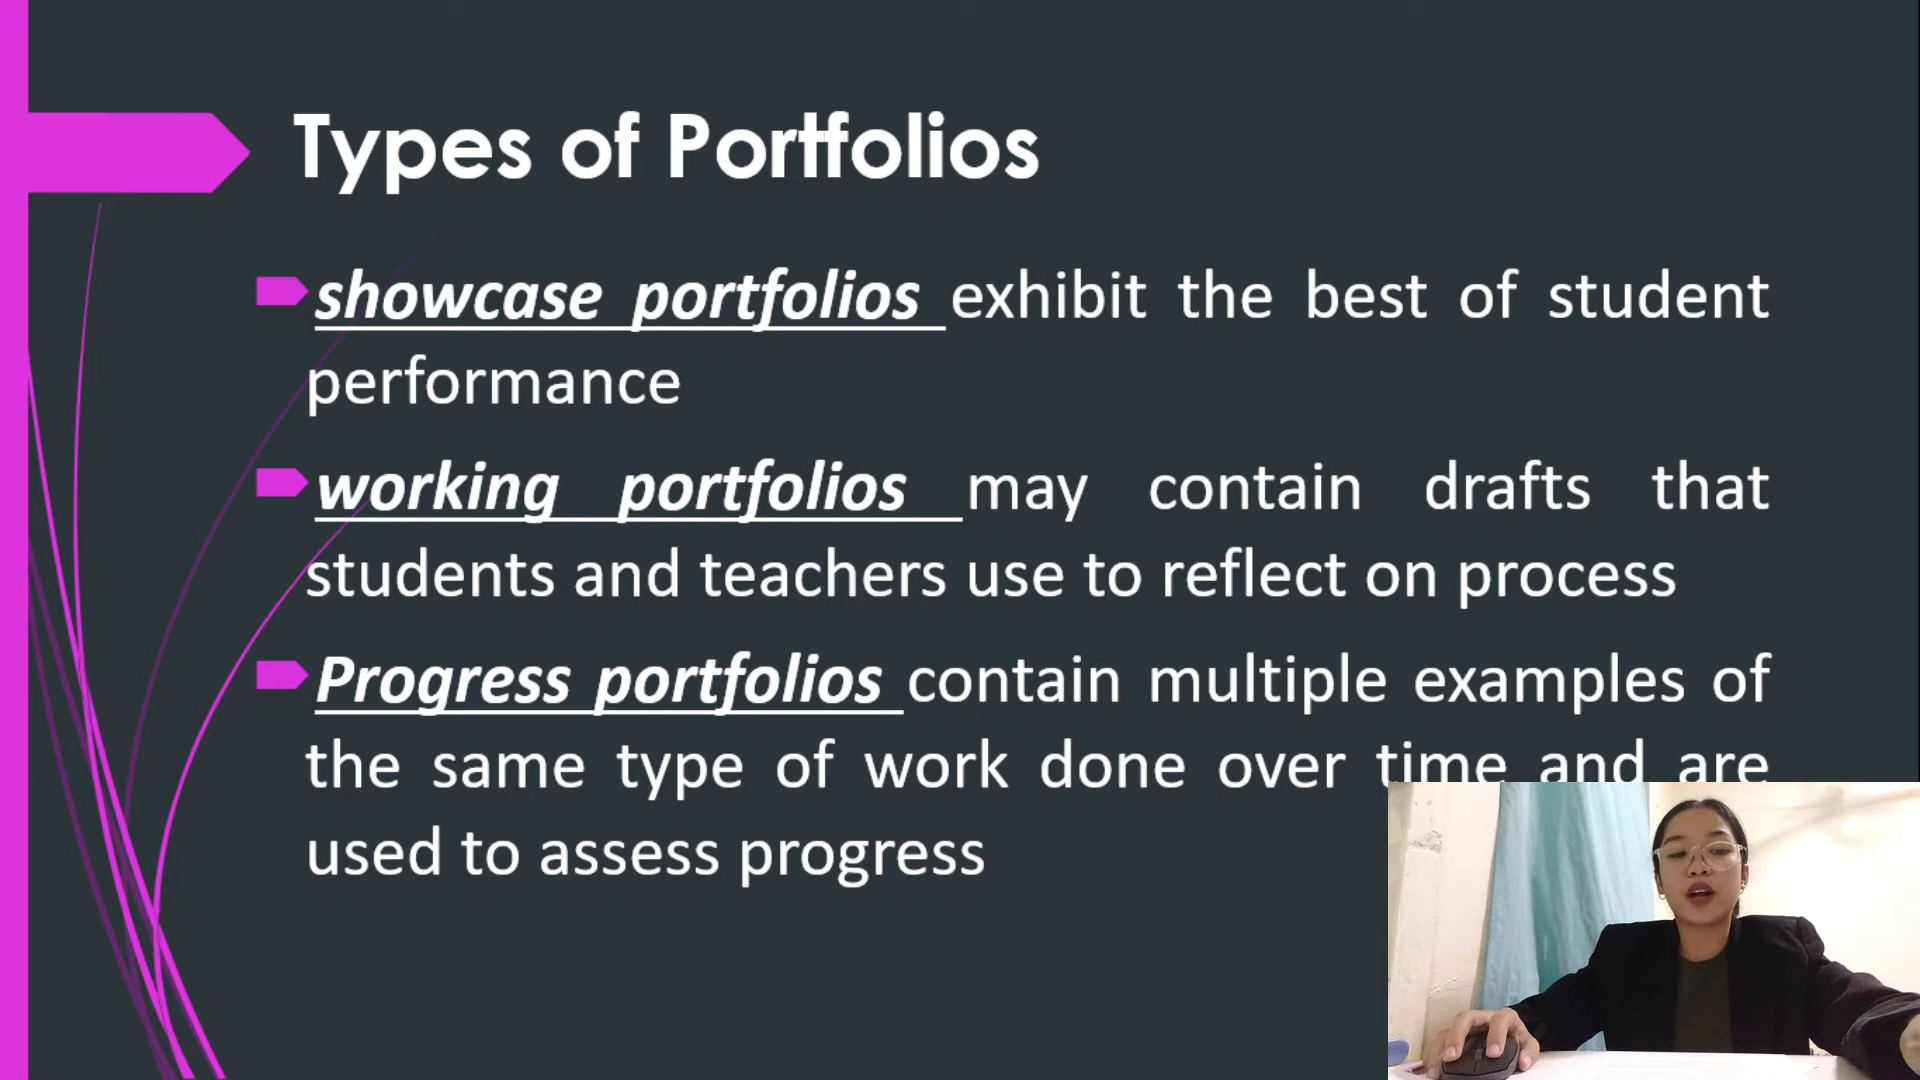 Types of Portfolios
showcase portfolios exhibit the best of student
performance
working portfolios may contain drafts that
students and teachers use to reflect on process
Progress portfolios contain multiple examples of
the same type of work done over time and are
used to assess progress